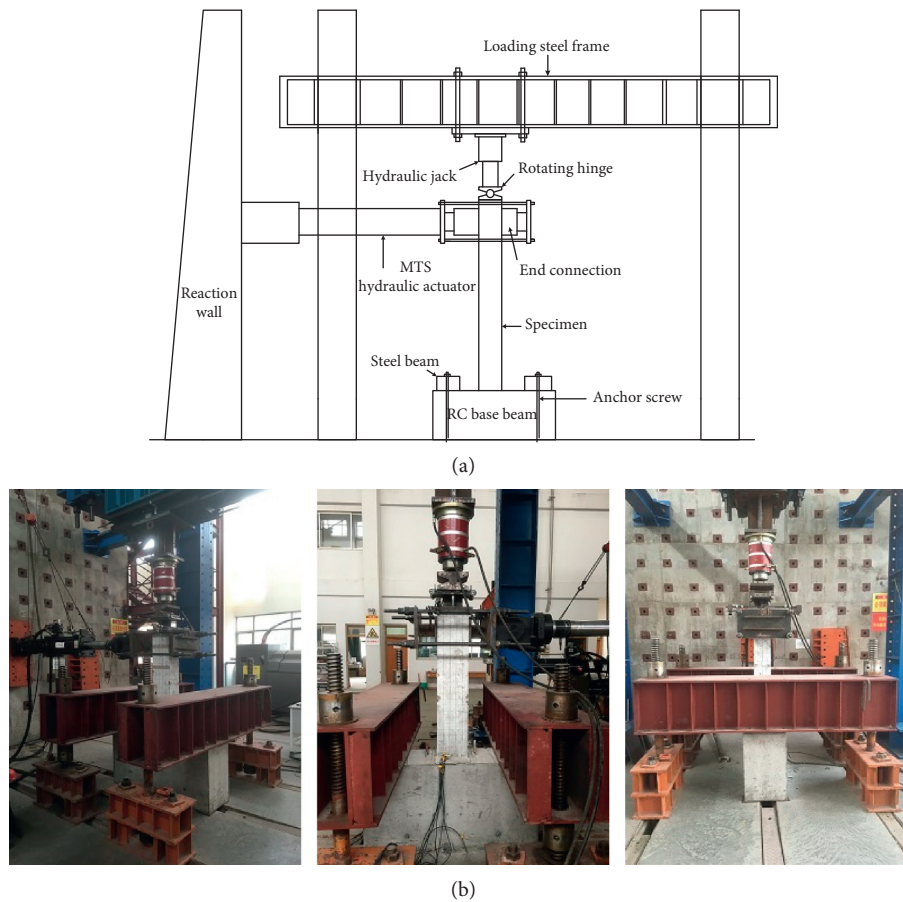 Loading steel frame
Hydraulic jack
Rotating hinge
MTS
hydraulic actuator
End connection
Reaction
wall
Specimen
Steel beam
Anchor screw
RC base beam
(a)
(b)